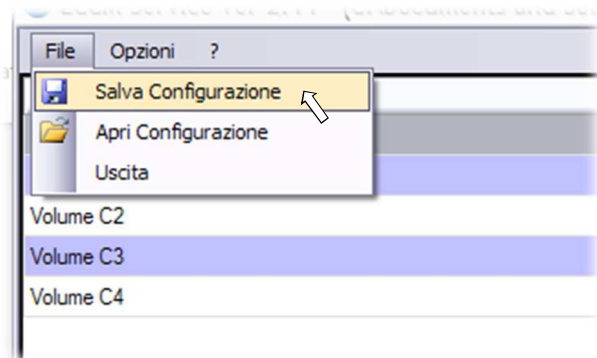 File Opzioni ?
Salva Configurazione
Apri Configurazione
Uscita
Volume C2
Volume C3
Volume C4